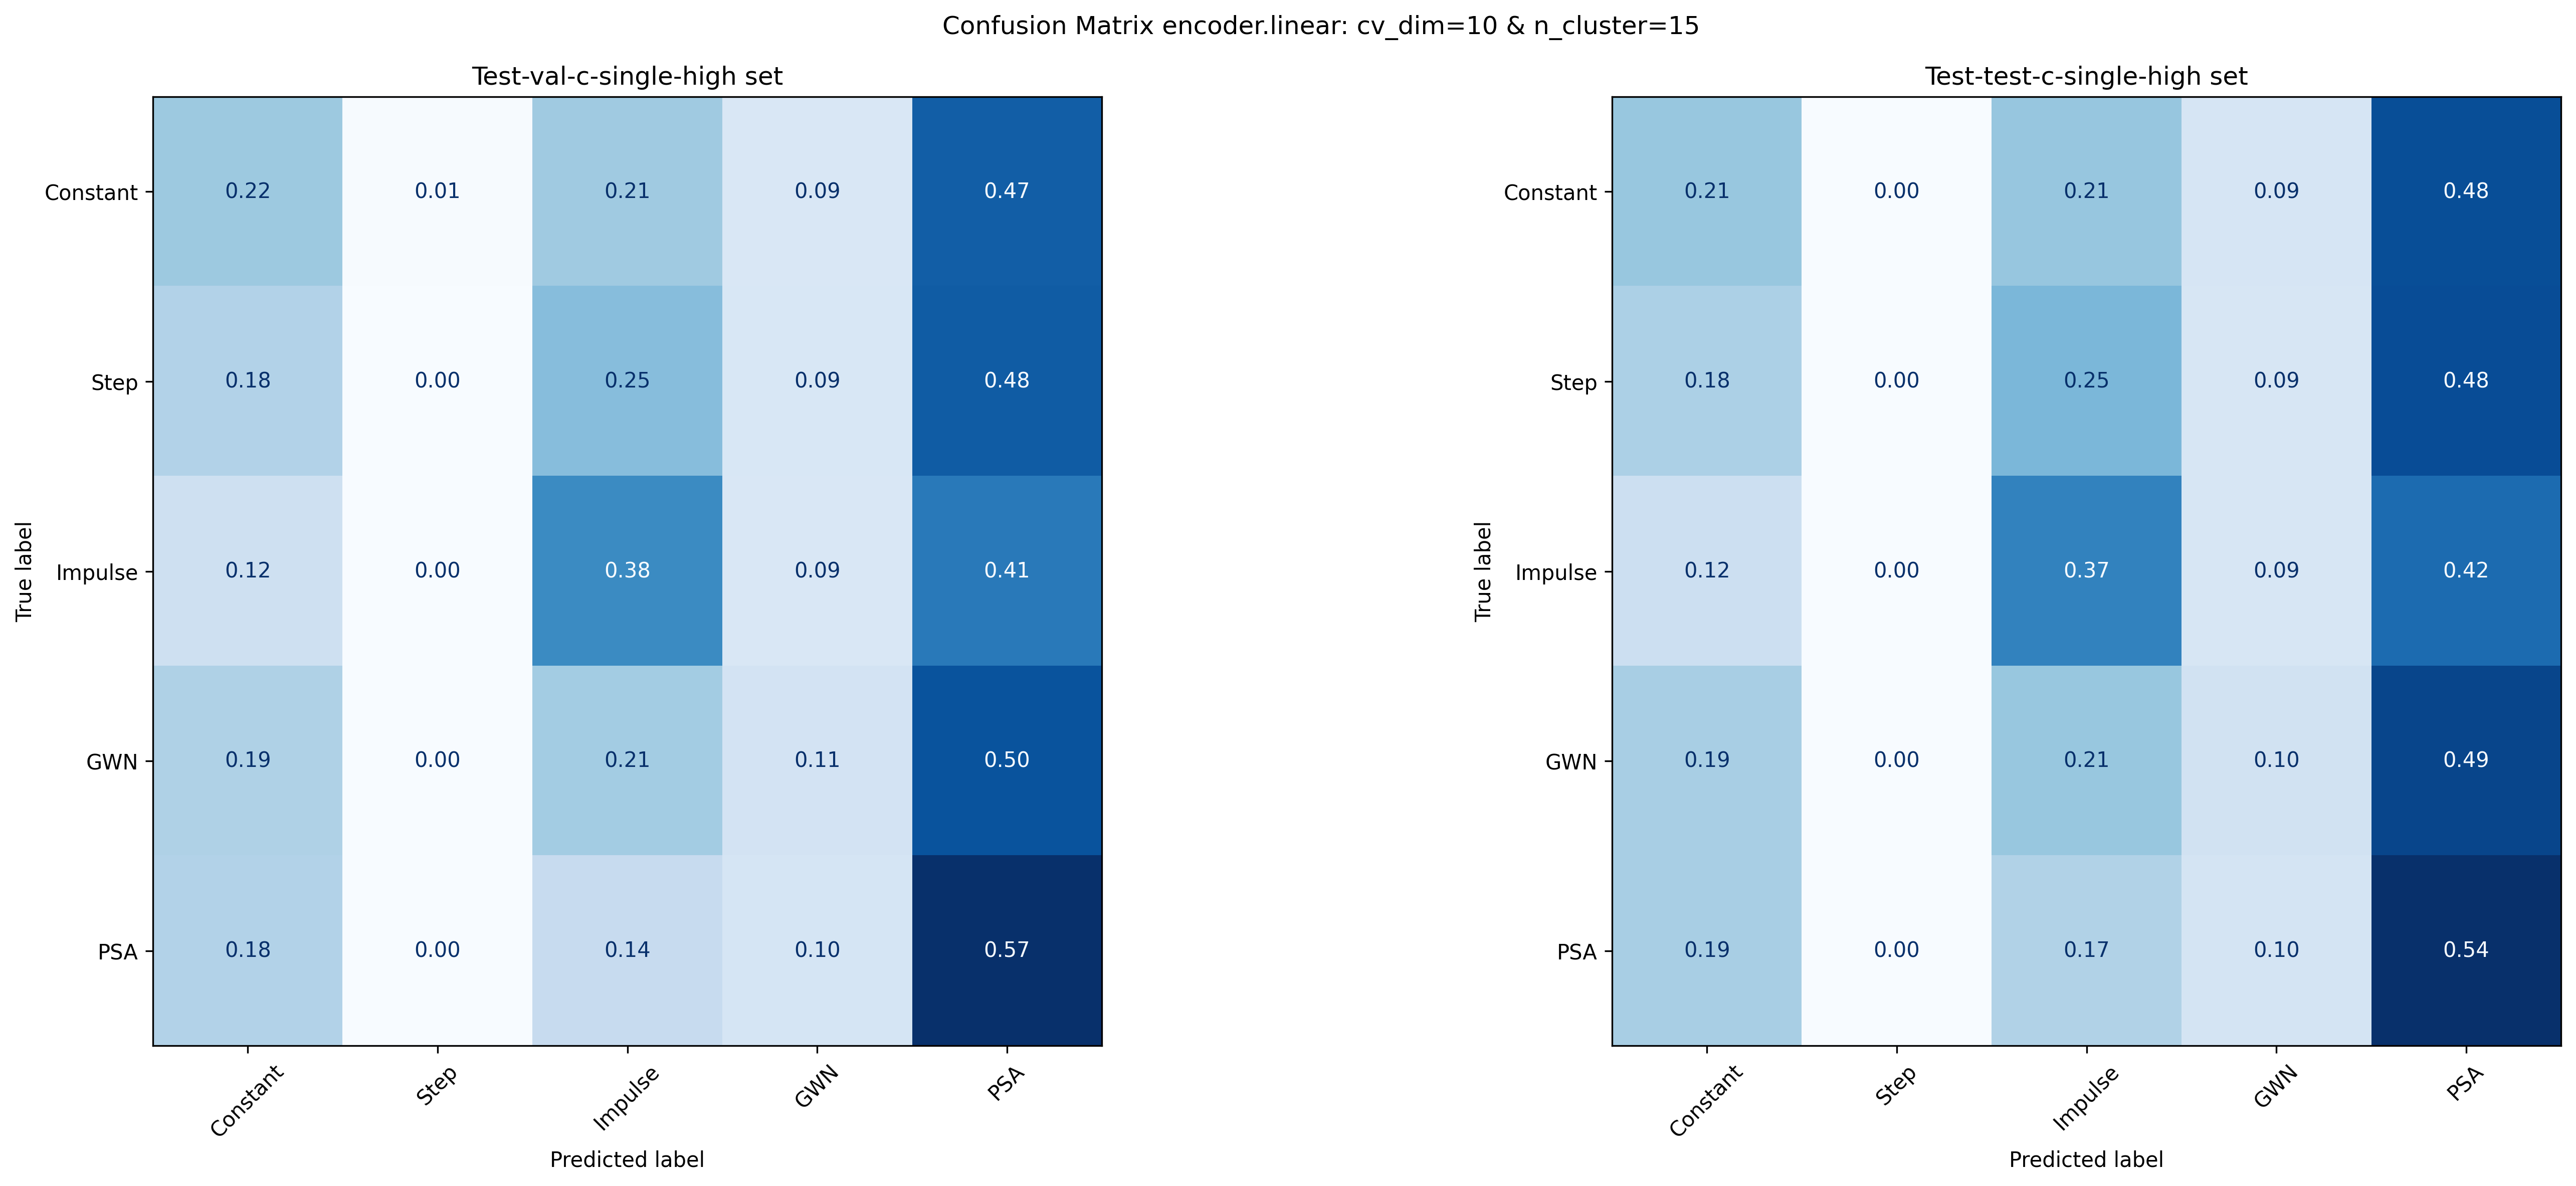 Confusion Matrix encoder.linear: cv_dim=10 & n_cluster=15
Test-val-c-single-high set
True label
Constant 0.22 0.01 0.21 0.09 0.47
Step 0.18 0.00 0.25 0.09 0.48
Impulse 0.12 0.00 0.38 0.09 0.41
GWN 0.19 0.00 0.21 0.11 0.50
PSA 0.18 0.00 0.14 0.10 0.57
Constant Step Impulse GWN PSA
Predicted label
Test-test-c-single-high set
True label
Constant 0.21 0.00 0.21 0.09 0.48
Step 0.18 0.00 0.25 0.09 0.48
Impulse 0.12 0.00 0.37 0.09 0.42
GWN 0.19 0.00 0.21 0.10 0.49
PSA 0.19 0.00 0.17 0.10 0.54
Constant Step Impulse GWN PSA
Predicted label